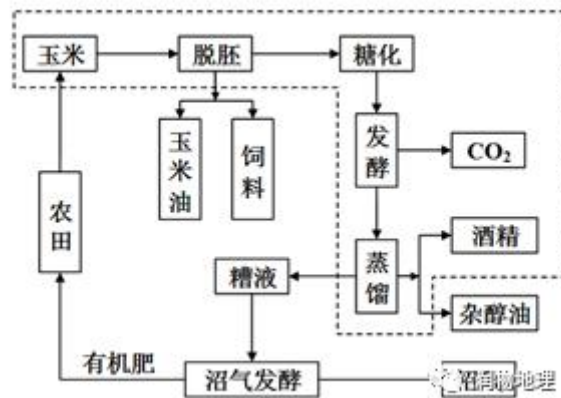 玉米
脱胚
糖化
玉米油
饲料
发酵
CO₂
农田
蒸馏
酒精
糟液
杂醇油
有机肥
沼气发酵